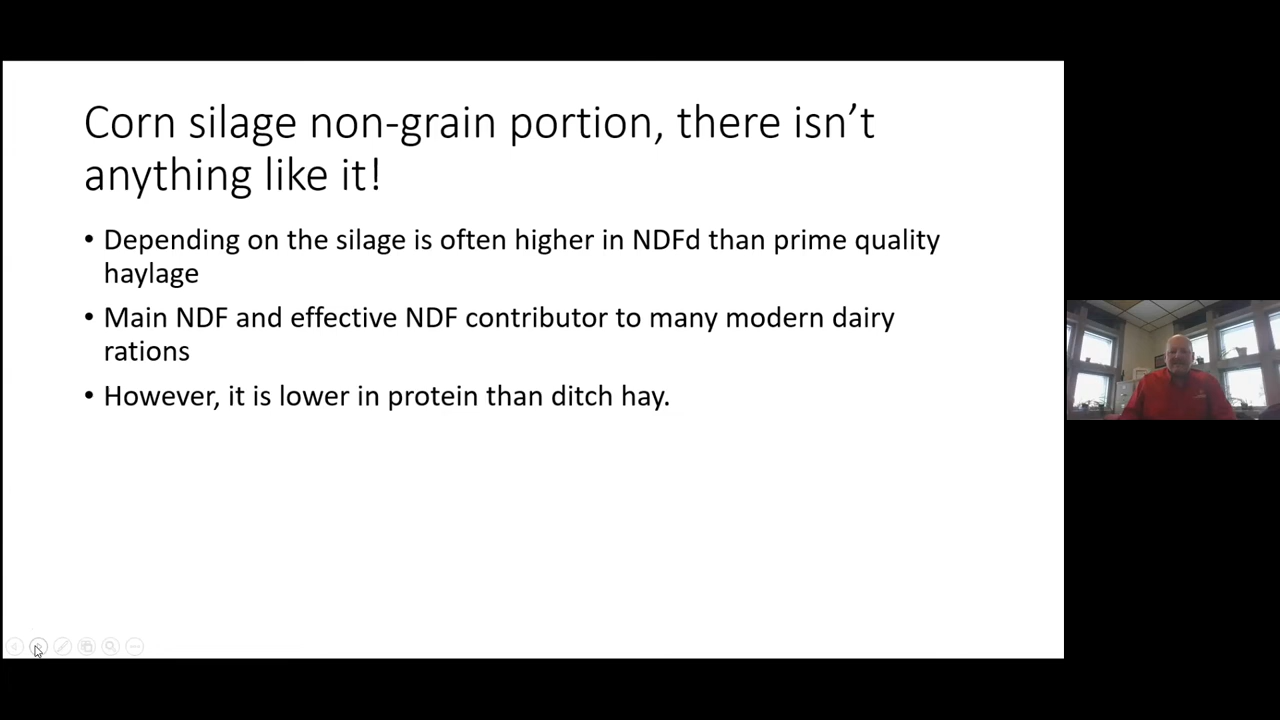 Corn silage non-grain portion, there isn’t
anything like it!
• Depending on the silage is often higher in NDFd than prime quality
haylage
• Main NDF and effective NDF contributor to many modern dairy
rations
• However, it is lower in protein than ditch hay.